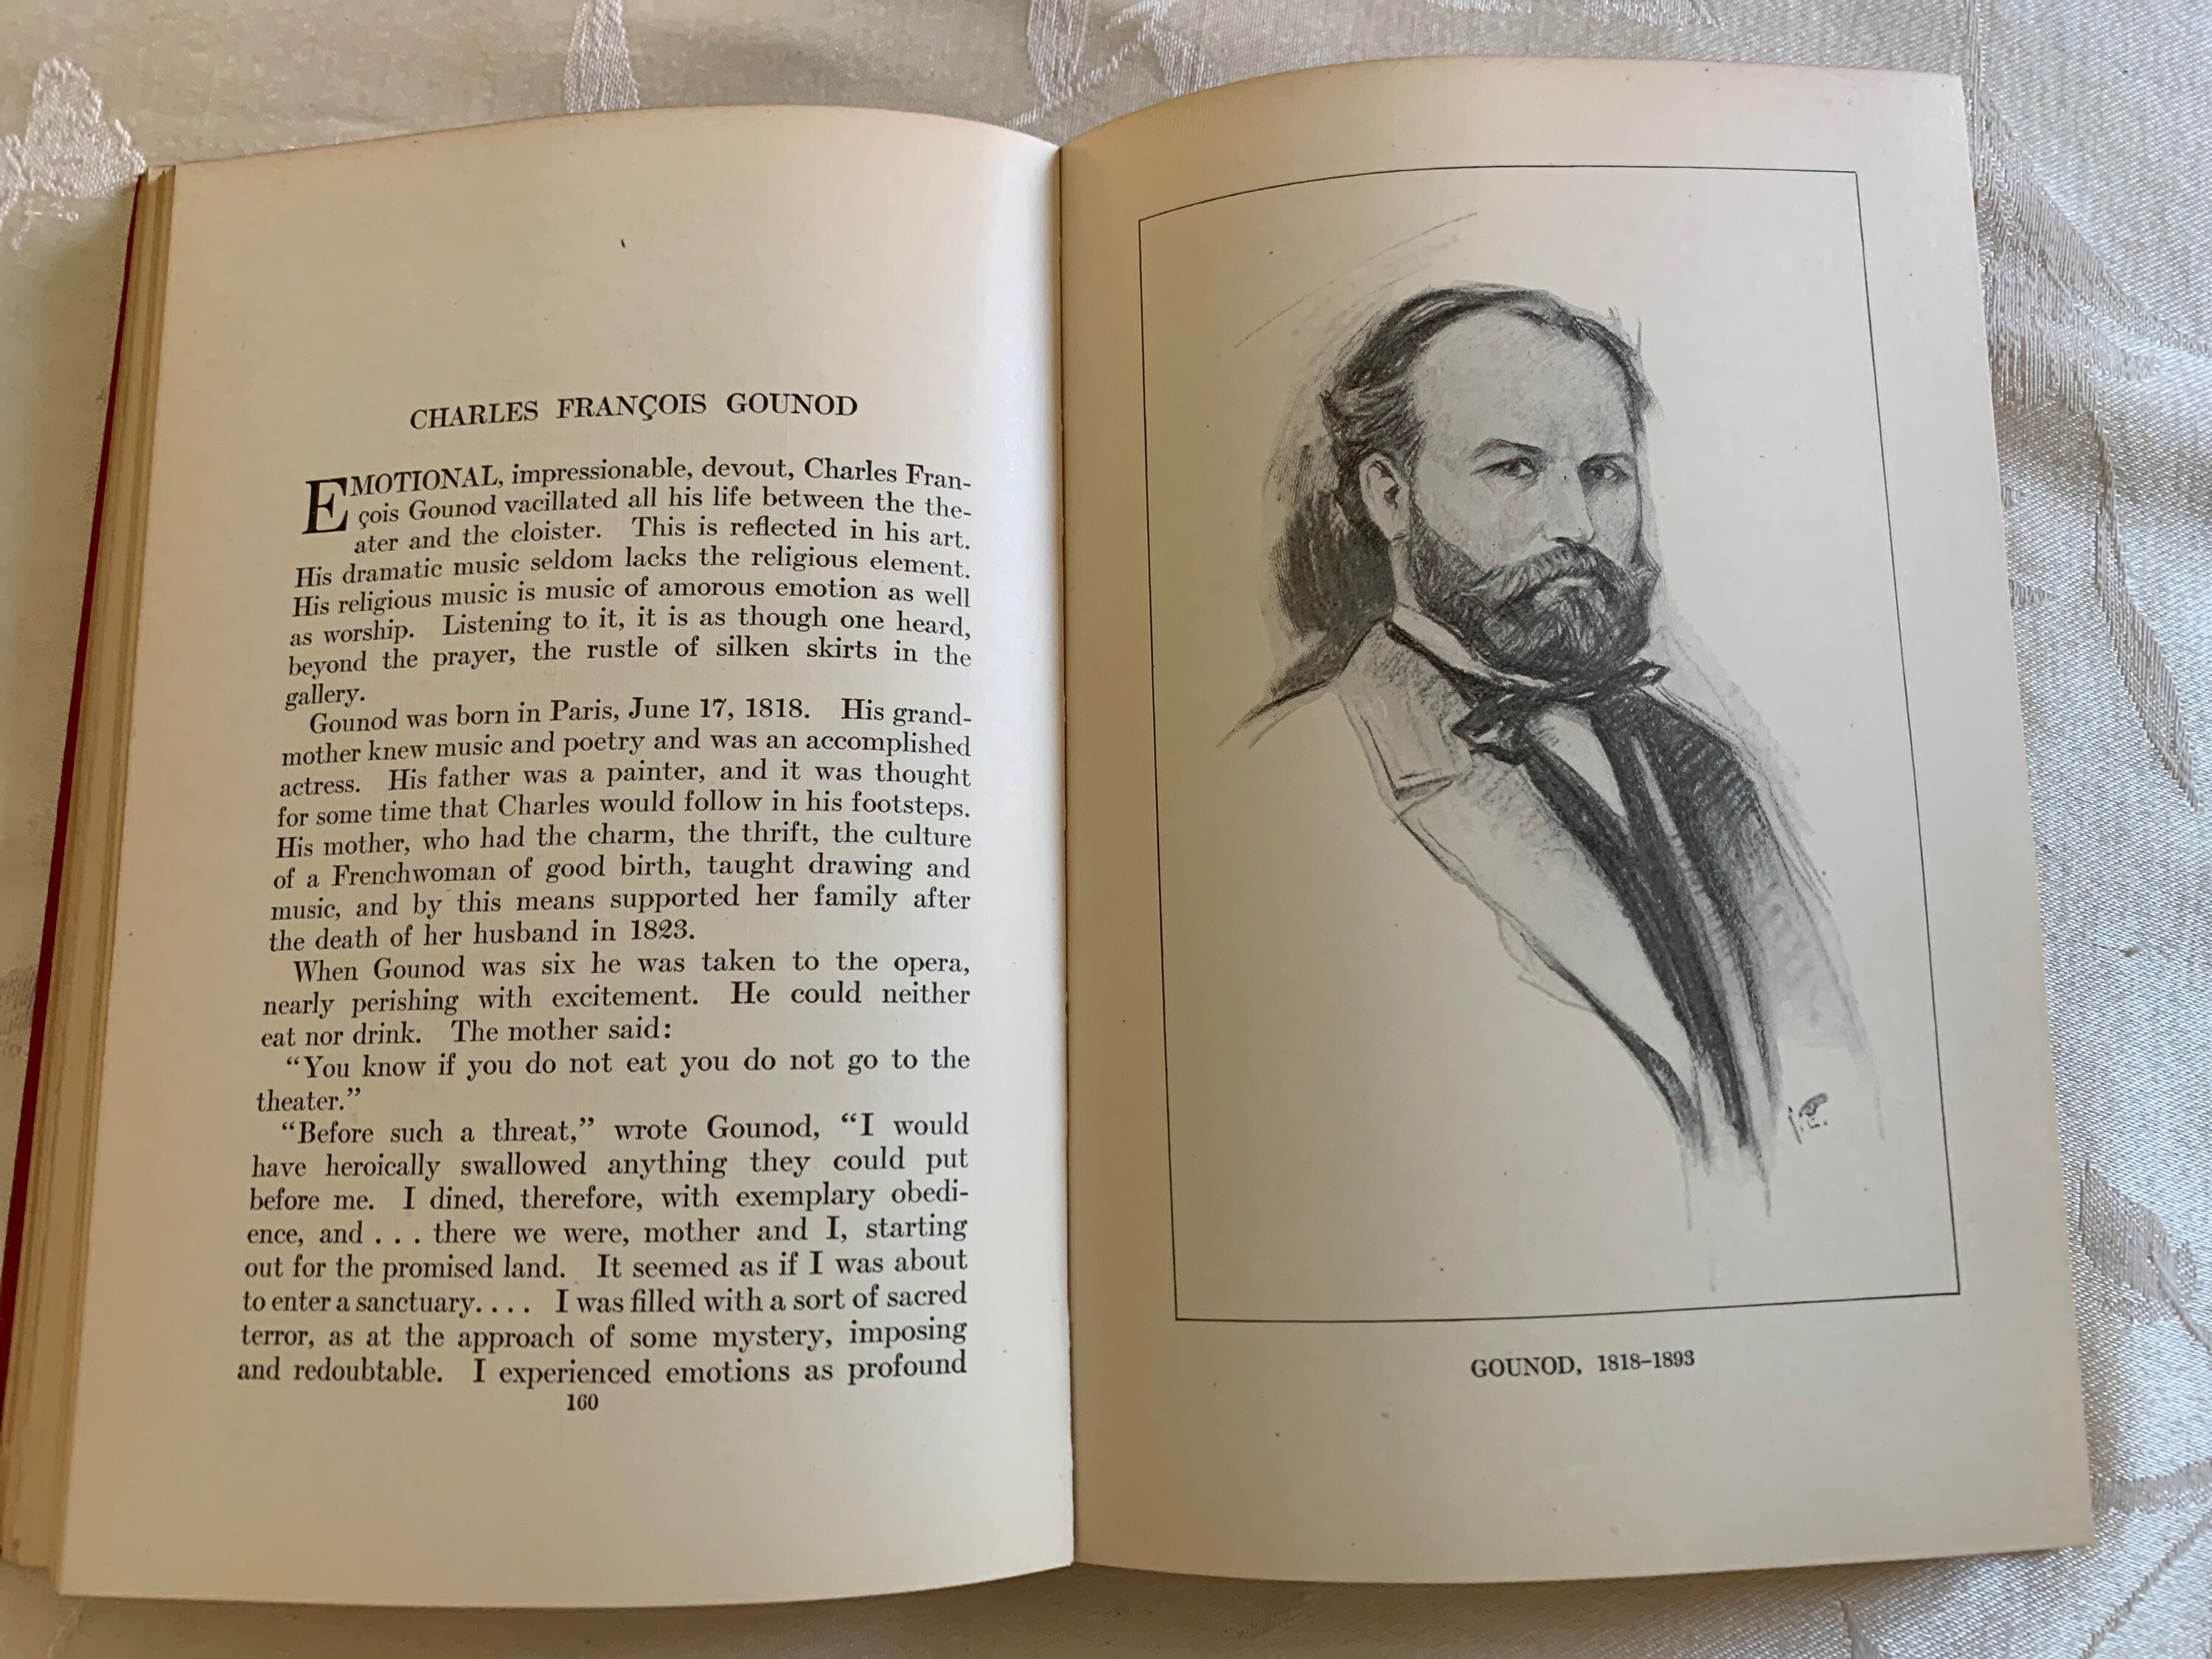 CHARLES FRANÇOIS GOUNOD
EMOTIONAL, impressionable, devout, Charles Fran-
çois Gounod vacillated all his life between the the-
ater and the cloister. This is reflected in his art.
His dramatic music seldom lacks the religious element.
His religious music is music of amorous emotion as well
as worship. Listening to it, it is as though one heard,
beyond the prayer, the rustle of silken skirts in the
gallery.
Gounod was born in Paris, June 17, 1818. His grand-
mother knew music and poetry and was an accomplished
actress. His father was a painter, and it was thought
for some time that Charles would follow in his footsteps.
His mother, who had the charm, the thrift, the culture
of a Frenchwoman of good birth, taught drawing and
music, and by this means supported her family after
the death of her husband in 1823.
When Gounod was six he was taken to the opera,
nearly perishing with excitement. He could neither
eat nor drink. The mother said:
“You know if you do not eat you do not go to the
theater.”
“Before such a threat,” wrote Gounod, “I would
have heroically swallowed anything they could put
before me. I dined, therefore, with exemplary obedi-
ence, and . . . there we were, mother and I, starting
out for the promised land. It seemed as if I was about
to enter a sanctuary. . . . I was filled with a sort of sacred
terror, as at the approach of some mystery, imposing
and redoubtable. I experienced emotions as profound
160
GOUNOD, 1818–1893